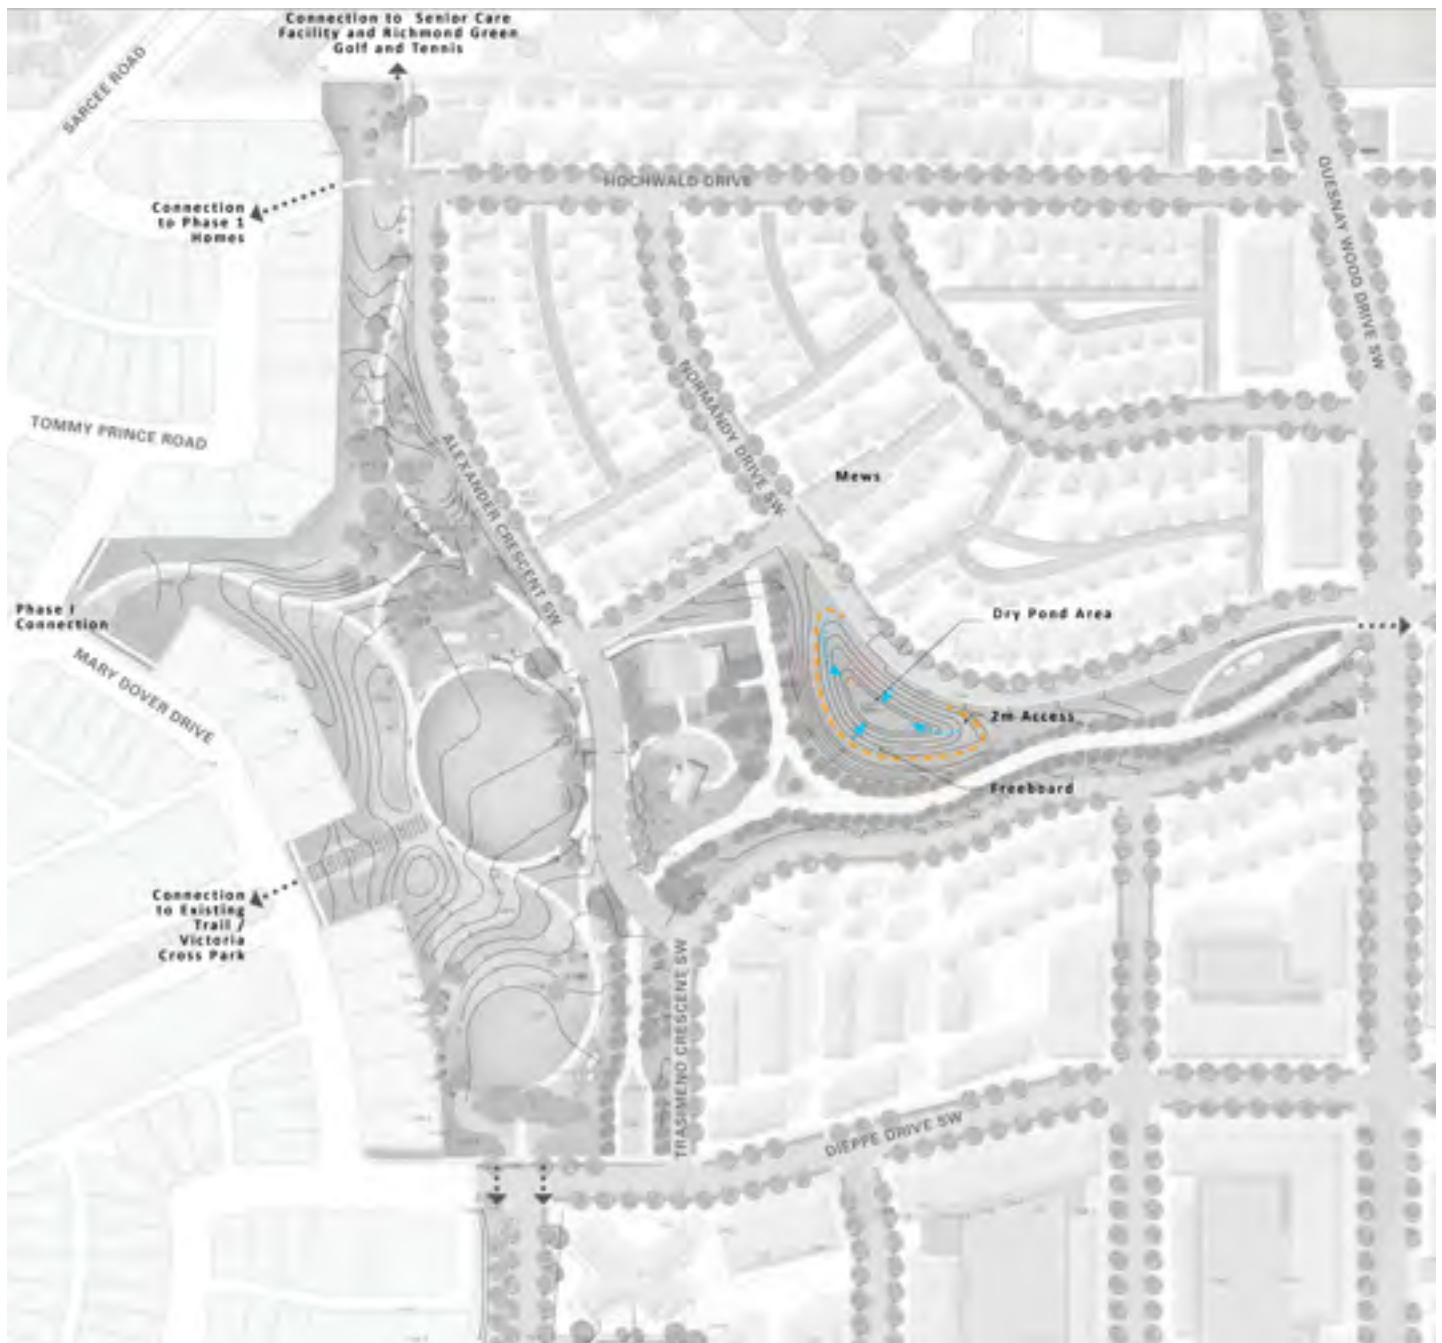 Connection to Senior Care
Facility and Richmond Green
Golf and Tennis
SARCEE ROAD
HOCHWALD DRIVE
QUESNAY WOOD DRIVE SW
Connection
to Phase 1
Homes
TOMMY PRINCE ROAD
ALEXANDER CRESCENT SW
NORMANDY DRIVE SW
Mews
Phase I
Connection
Dry Pond Area
MARY DOVER DRIVE
2m Access
Freeboard
Connection
to Existing
Trail /
Victoria
Cross Park
TRASIMENO CRESCENE SW
DIEPPE DRIVE SW